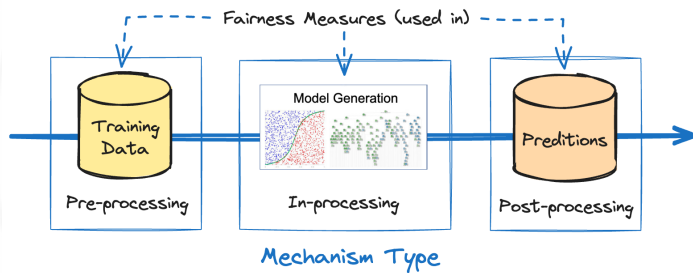 Fairness Measures (used in)
Training
Data
Model Generation
Preditions
Pre-processing
In-processing
Post-processing
Mechanism Type